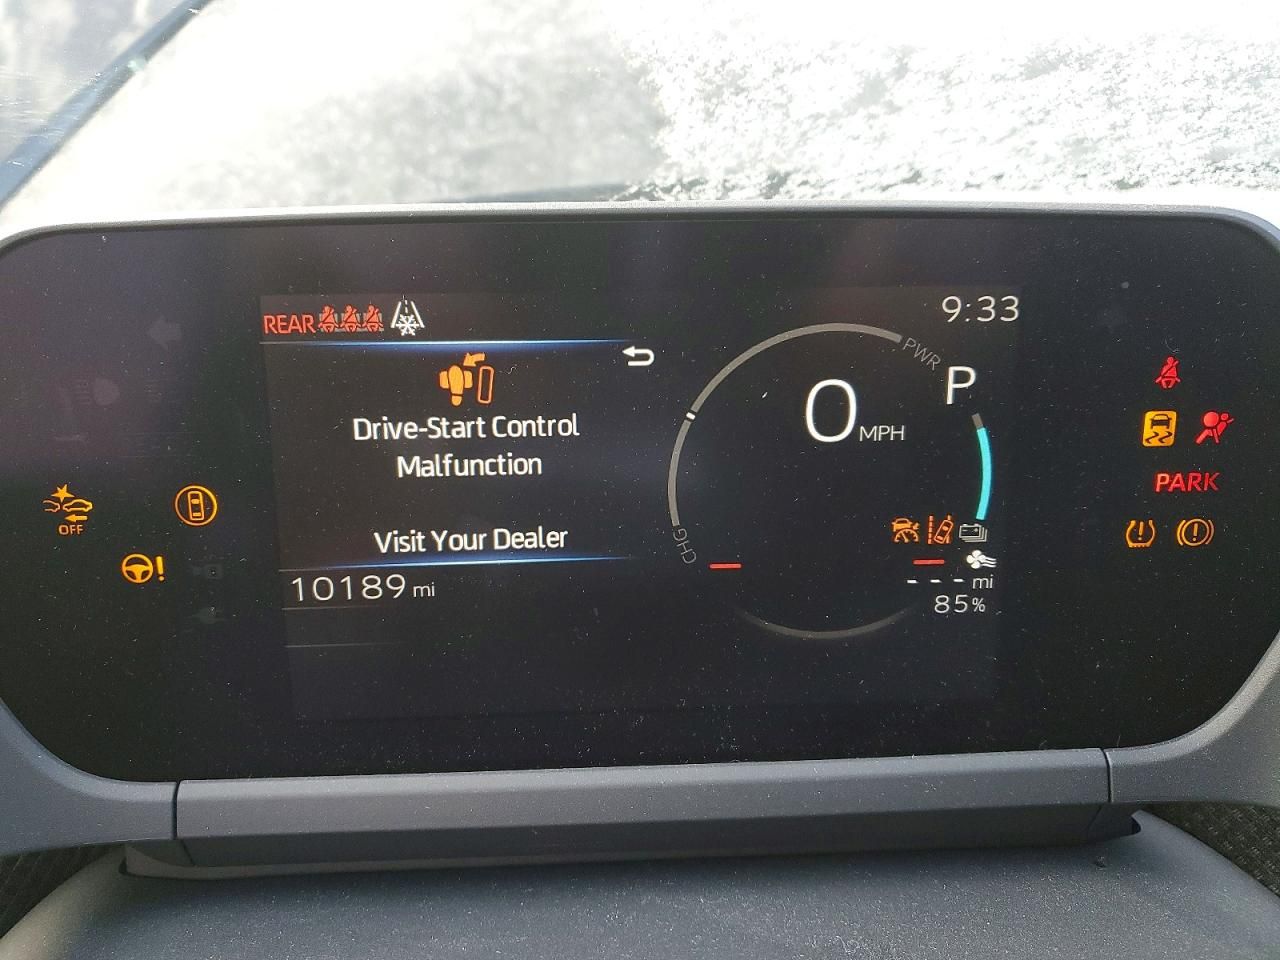 REAR
9:33
PWR
P
Drive-Start Control
Malfunction
0 MPH
PARK
OFF
Visit Your Dealer
CHG
10189 mi
- - - mi
85%